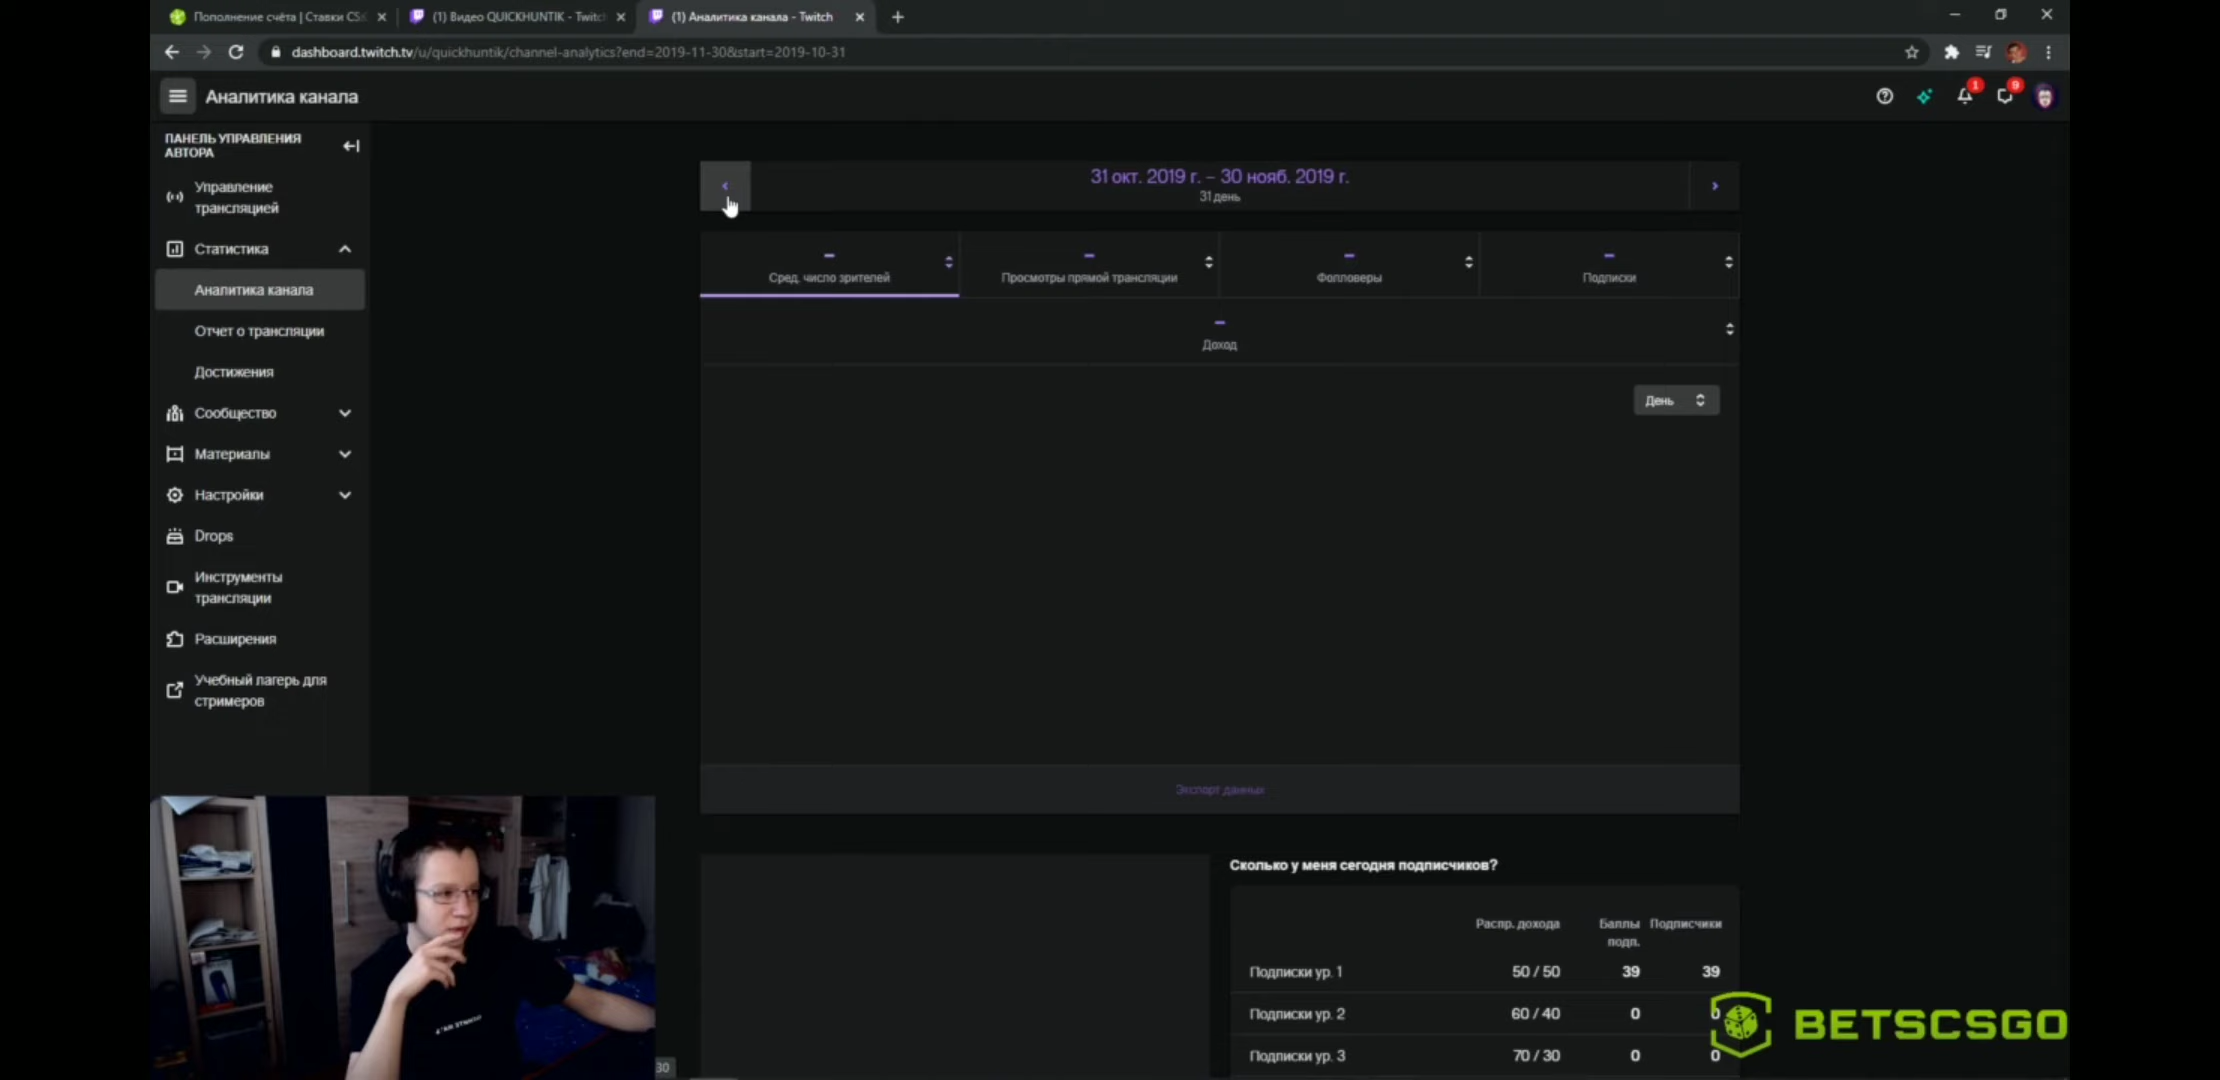 Пополнение счёта | Ставки CS:
(1) Видео QUICKHUNTIK - Twitc
(1) Аналитика канала - Twitch
dashboard.twitch.tv/u/quickhuntik/channel-analytics?end=2019-11-30&start=2019-10-31
Аналитика канала
1
9
ПАНЕЛЬ УПРАВЛЕНИЯ
АВТОРА
Управление
трансляцией
Статистика
Аналитика канала
Отчет о трансляции
Достижения
Сообщество
Материалы
Настройки
Drops
Инструменты
трансляции
Расширения
Учебный лагерь для
стримеров
31 окт. 2019 г. – 30 нояб. 2019 г.
31 день
–
Сред. число зрителей
–
Просмотры прямой трансляции
–
Фолловеры
–
Подписки
–
Доход
День
Экспорт данных
Сколько у меня сегодня подписчиков?
Распр. дохода
Баллы
подп.
Подписчики
Подписки ур. 1 50 / 50 39 39
Подписки ур. 2 60 / 40 0 0
Подписки ур. 3 70 / 30 0 0
30
BETSCSGO